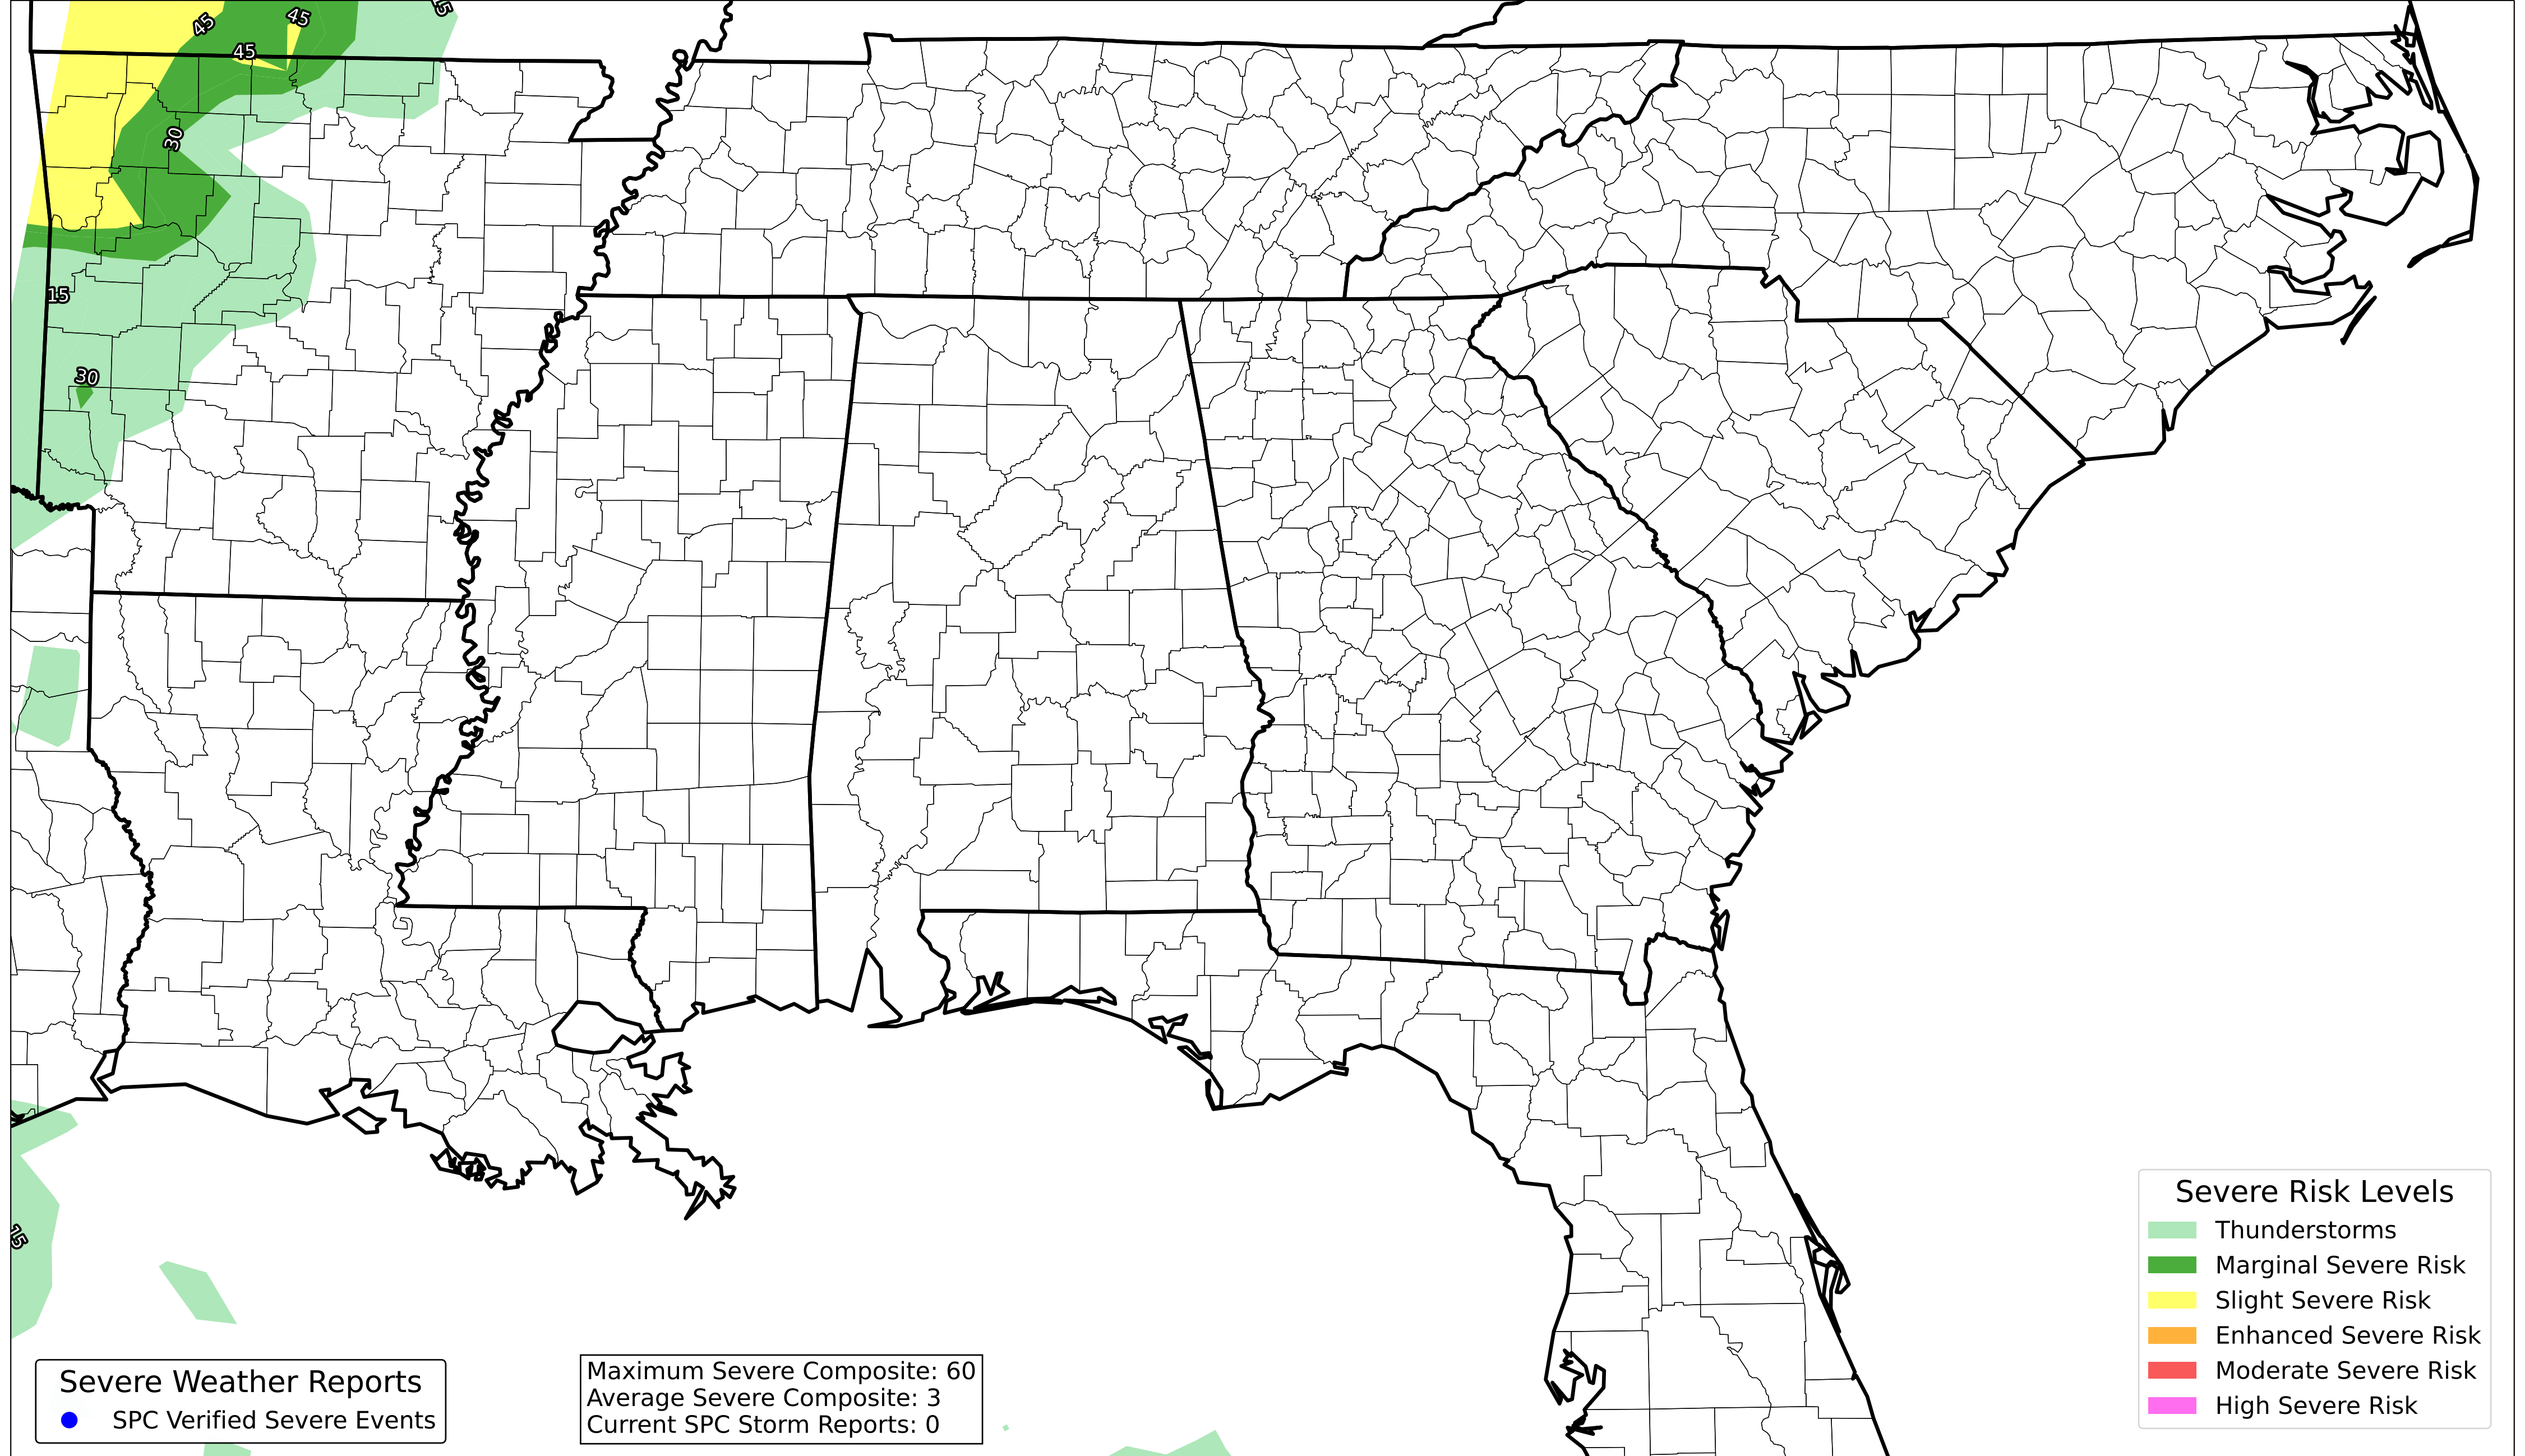 45
45
15
45
30
15
30
15
Severe Risk Levels
Thunderstorms
Marginal Severe Risk
Slight Severe Risk
Enhanced Severe Risk
Moderate Severe Risk
High Severe Risk
Severe Weather Reports
SPC Verified Severe Events
Maximum Severe Composite: 60
Average Severe Composite: 3
Current SPC Storm Reports: 0